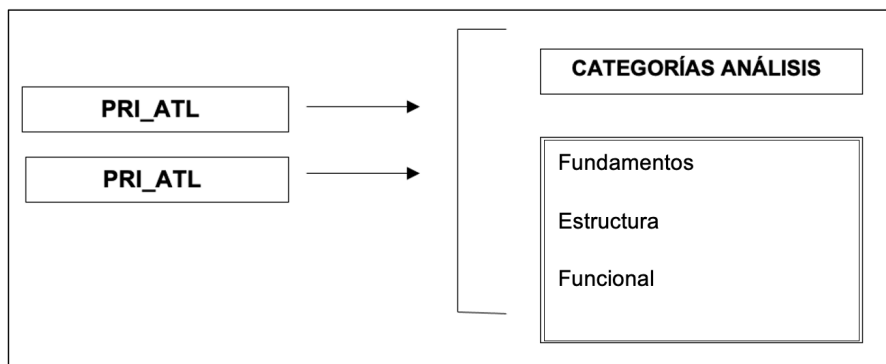 CATEGORÍAS ANÁLISIS
PRI_ATL
PRI_ATL
Fundamentos
Estructura
Funcional